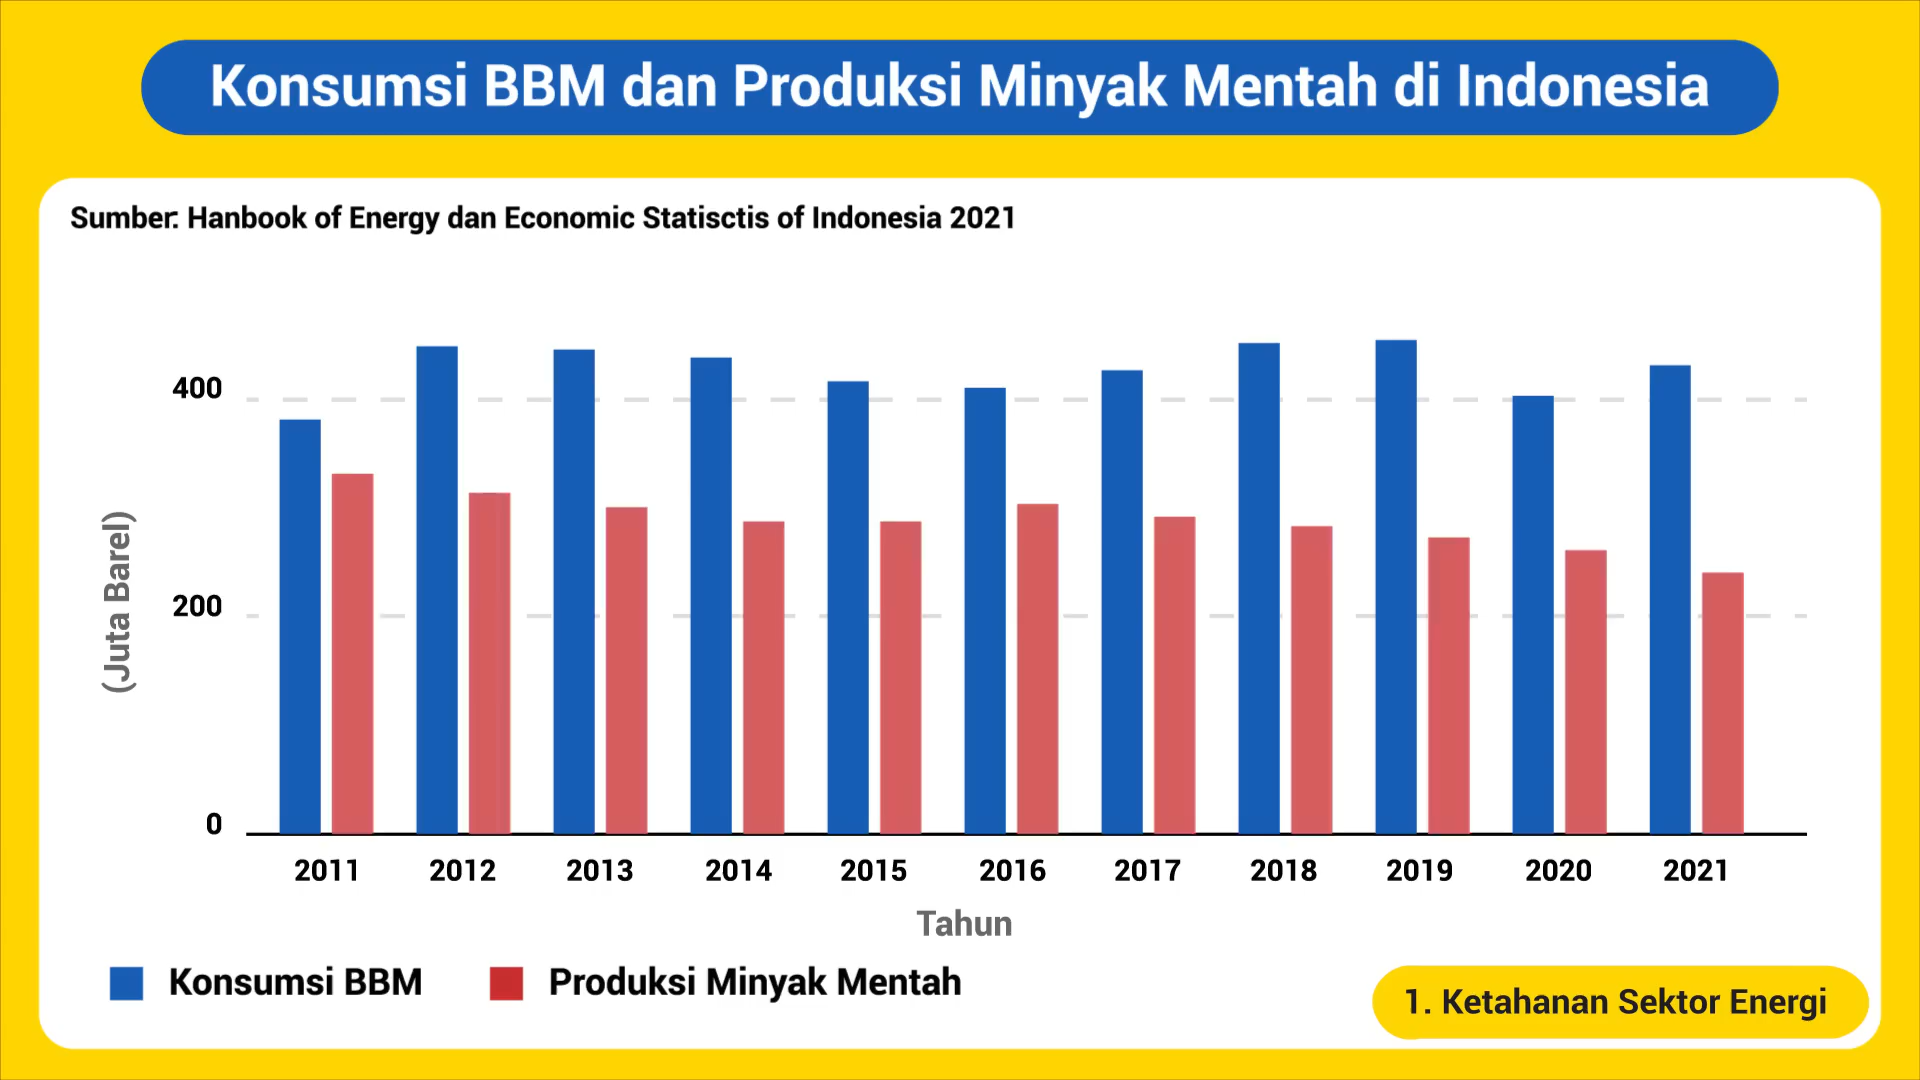 Konsumsi BBM dan Produksi Minyak Mentah di Indonesia
Sumber: Hanbook of Energy dan Economic Statisctis of Indonesia 2021
400
200
0
(Juta Barel)
2011 2012 2013 2014 2015 2016 2017 2018 2019 2020 2021
Tahun
Konsumsi BBM Produksi Minyak Mentah
1. Ketahanan Sektor Energi